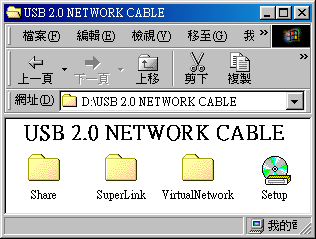 USB 2.0 NETWORK CABLE
檔案(F) 編輯(E) 檢視(V) 移至(G) 我 »
上一頁 下一頁 上移 剪下 複製 »
網址(D) D:\USB 2.0 NETWORK CABLE
USB 2.0 NETWORK CABLE
Share SuperLink VirtualNetwork Setup
我的